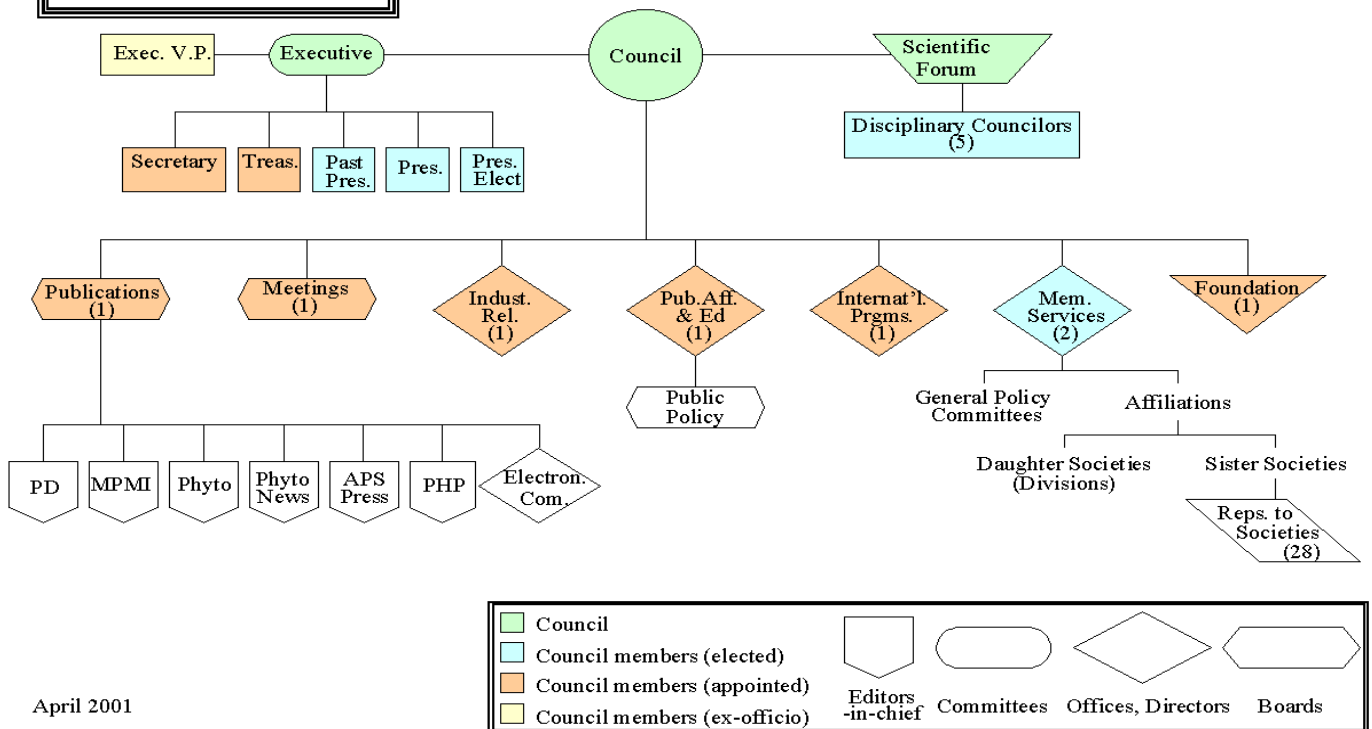 Exec. V.P.
Executive
Council
Scientific
Forum
Disciplinary Councilors
(5)
Secretary
Treas.
Past
Pres.
Pres.
Pres.
Elect
Publications
(1)
Meetings
(1)
Indust.
Rel.
(1)
Pub.Aff.
& Ed
(1)
Internat'l.
Prgms.
(1)
Mem.
Services
(2)
Foundation
(1)
Public
Policy
General Policy
Committees
Affiliations
Daughter Societies
(Divisions)
Sister Societies
Reps. to
Societies
(28)
PD
MPMI
Phyto
Phyto
News
APS
Press
PHP
Electron.
Com.
Council
Council members (elected)
Council members (appointed)
Council members (ex-officio)
Editors
-in-chief
Committees
Offices, Directors
Boards
April 2001